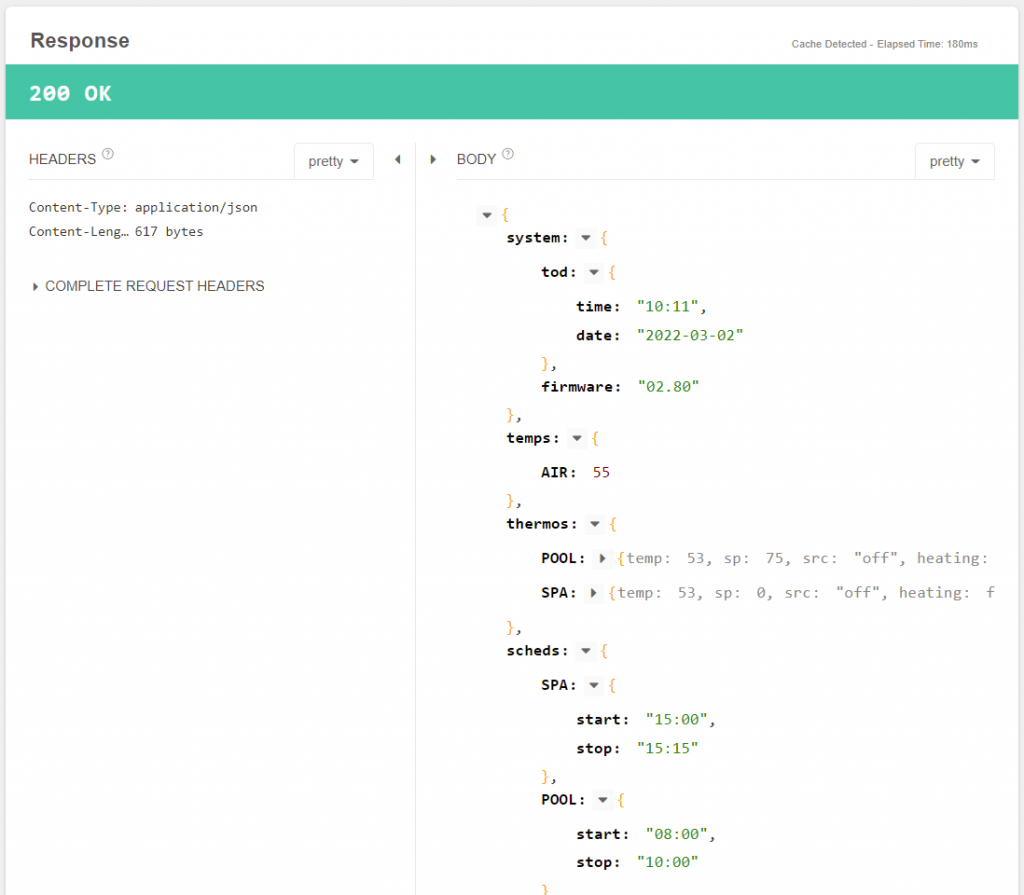 Response
Cache Detected - Elapsed Time: 180ms
200 OK
HEADERS ?
pretty
Content-Type: application/json
Content-Leng… 617 bytes
COMPLETE REQUEST HEADERS
BODY ?
pretty
{
system: {
tod: {
time: "10:11",
date: "2022-03-02"
},
firmware: "02.80"
},
temps: {
AIR: 55
},
thermos: {
POOL: {temp: 53, sp: 75, src: "off", heating:
SPA: {temp: 53, sp: 0, src: "off", heating: f
},
scheds: {
SPA: {
start: "15:00",
stop: "15:15"
},
POOL: {
start: "08:00",
stop: "10:00"
}